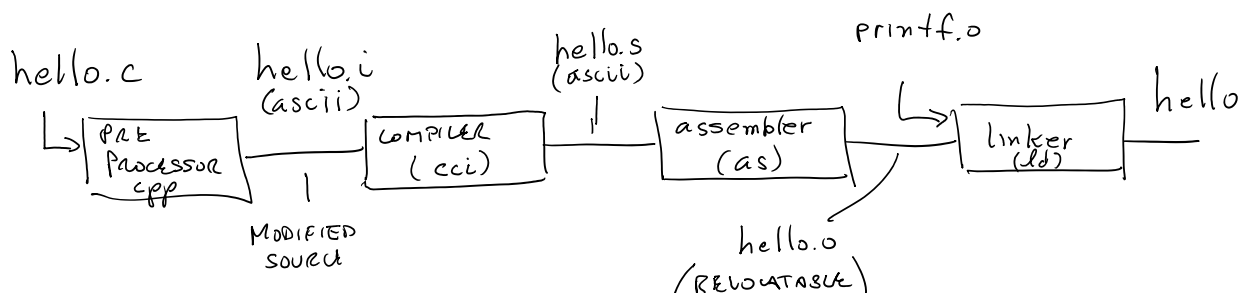 hello.c
PRE
PROCESSOR
cpp
hello.i
(ascii)
MODIFIED
SOURCE
COMPILER
(cci)
hello.s
(ascii)
assembler
(as)
hello.o
(RELOCATABLE)
printf.o
linker
(ld)
hello